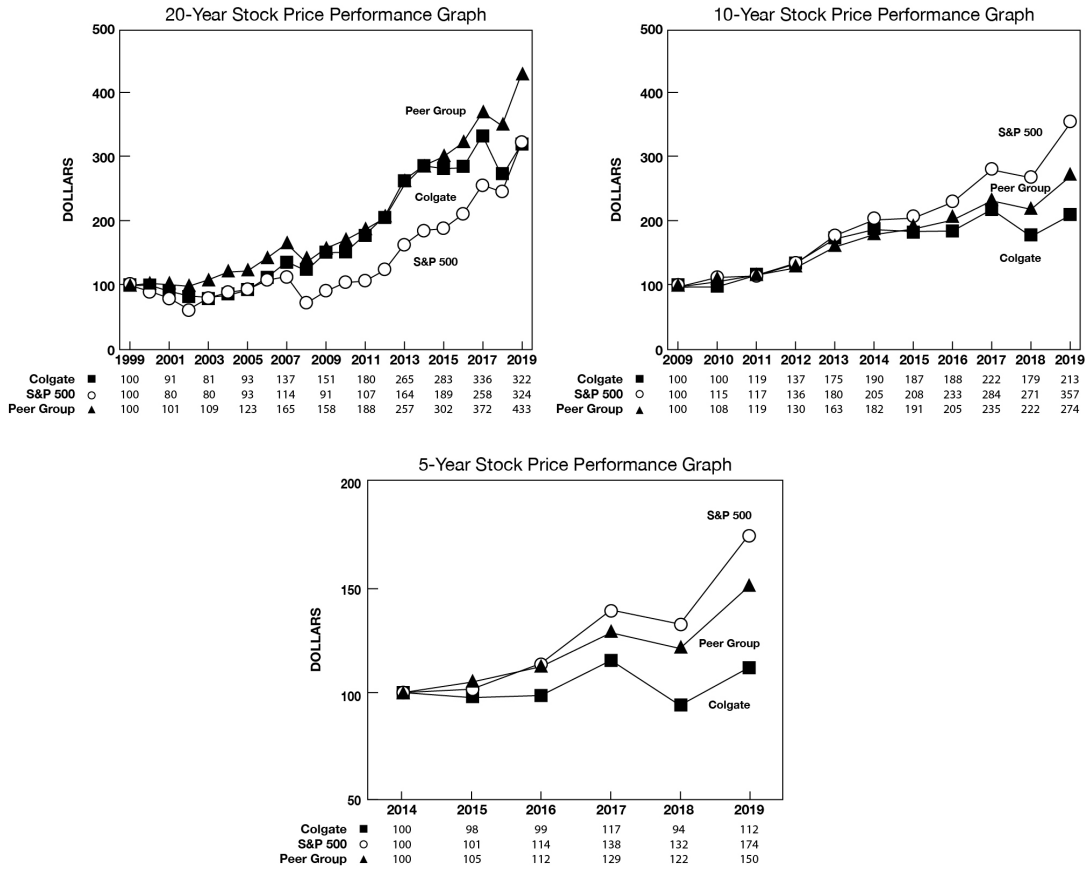 20-Year Stock Price Performance Graph
500
400
300
200
100
0
DOLLARS
Peer Group
Colgate
S&P 500
1999 2001 2003 2005 2007 2009 2011 2013 2015 2017 2019
Colgate 100 91 81 93 137 151 180 265 283 336 322
S&P 500 100 80 80 93 114 91 107 164 189 258 324
Peer Group 100 101 109 123 165 158 188 257 302 372 433
10-Year Stock Price Performance Graph
500
400
300
200
100
0
DOLLARS
S&P 500
Peer Group
Colgate
2009 2010 2011 2012 2013 2014 2015 2016 2017 2018 2019
Colgate 100 100 119 137 175 190 187 188 222 179 213
S&P 500 100 115 117 136 180 205 208 233 284 271 357
Peer Group 100 108 119 130 163 182 191 205 235 222 274
5-Year Stock Price Performance Graph
200
150
100
50
DOLLARS
S&P 500
Peer Group
Colgate
2014 2015 2016 2017 2018 2019
Colgate 100 98 99 117 94 112
S&P 500 100 101 114 138 132 174
Peer Group 100 105 112 129 122 150